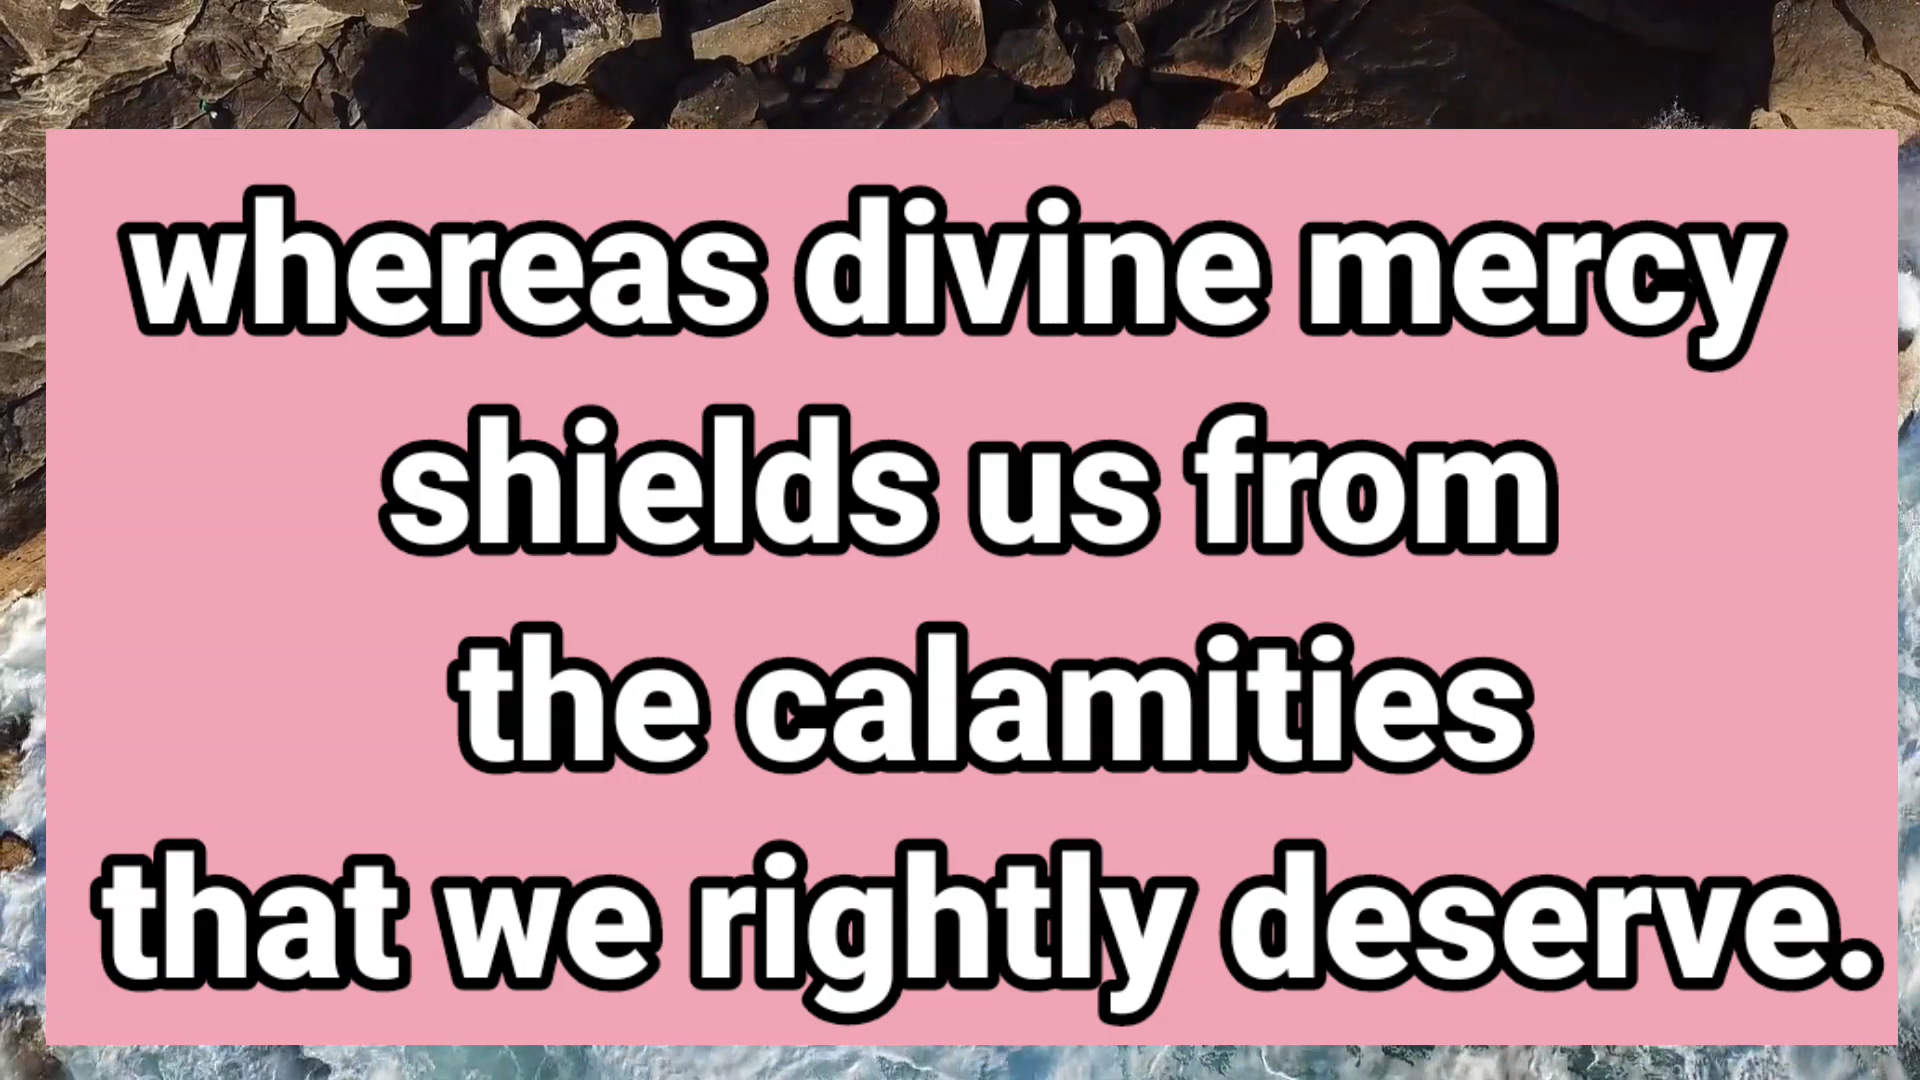 whereas divine mercy
shields us from
the calamities
that we rightly deserve.